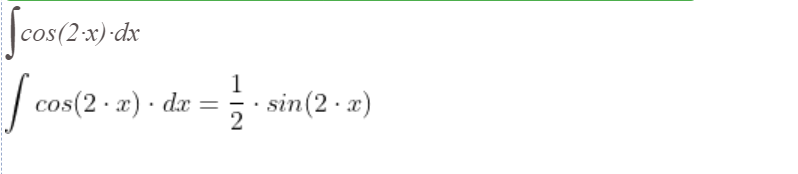 ∫cos(2·x)·dx
∫ cos(2 · x) · dx = 1/2 · sin(2 · x)